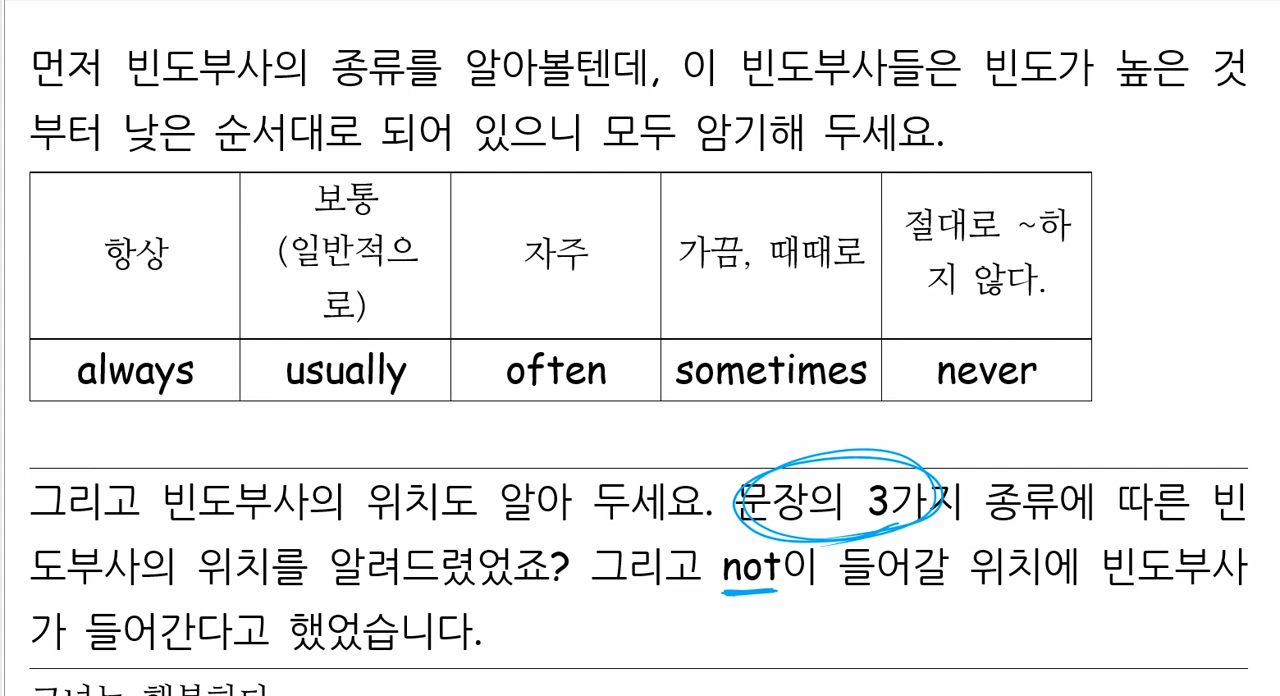 먼저 빈도부사의 종류를 알아볼텐데, 이 빈도부사들은 빈도가 높은 것
부터 낮은 순서대로 되어 있으니 모두 암기해 두세요.
항상
보통
(일반적으
로)
자주
가끔, 때때로
절대로 ~하
지 않다.
always
usually
often
sometimes
never
그리고 빈도부사의 위치도 알아 두세요. 문장의 3가지 종류에 따른 빈
도부사의 위치를 알려드렸었죠? 그리고 not이 들어갈 위치에 빈도부사
가 들어간다고 했었습니다.